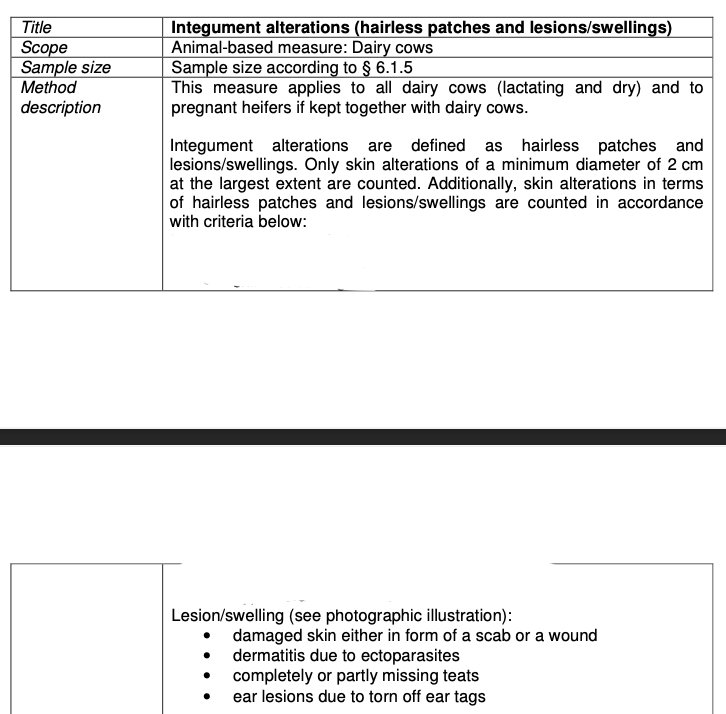 Title Integument alterations (hairless patches and lesions/swellings)
Scope Animal-based measure: Dairy cows
Sample size Sample size according to § 6.1.5
Method This measure applies to all dairy cows (lactating and dry) and to
description pregnant heifers if kept together with dairy cows.
Integument alterations are defined as hairless patches and
lesions/swellings. Only skin alterations of a minimum diameter of 2 cm
at the largest extent are counted. Additionally, skin alterations in terms
of hairless patches and lesions/swellings are counted in accordance
with criteria below:
Lesion/swelling (see photographic illustration):
• damaged skin either in form of a scab or a wound
• dermatitis due to ectoparasites
• completely or partly missing teats
• ear lesions due to torn off ear tags